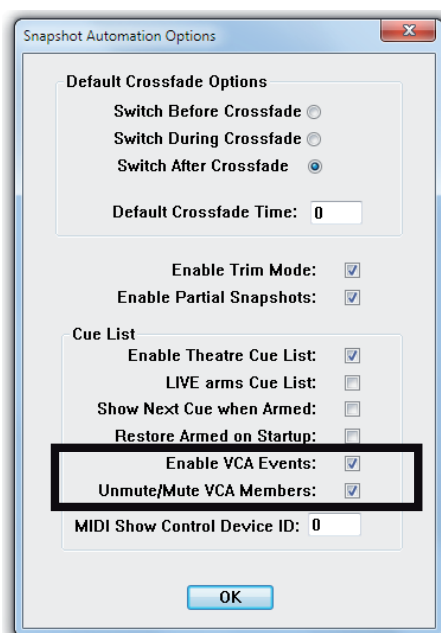 Snapshot Automation Options
Default Crossfade Options
Switch Before Crossfade
Switch During Crossfade
Switch After Crossfade
Default Crossfade Time: 0
Enable Trim Mode:
Enable Partial Snapshots:
Cue List
Enable Theatre Cue List:
LIVE arms Cue List:
Show Next Cue when Armed:
Restore Armed on Startup:
Enable VCA Events:
Unmute/Mute VCA Members:
MIDI Show Control Device ID: 0
OK